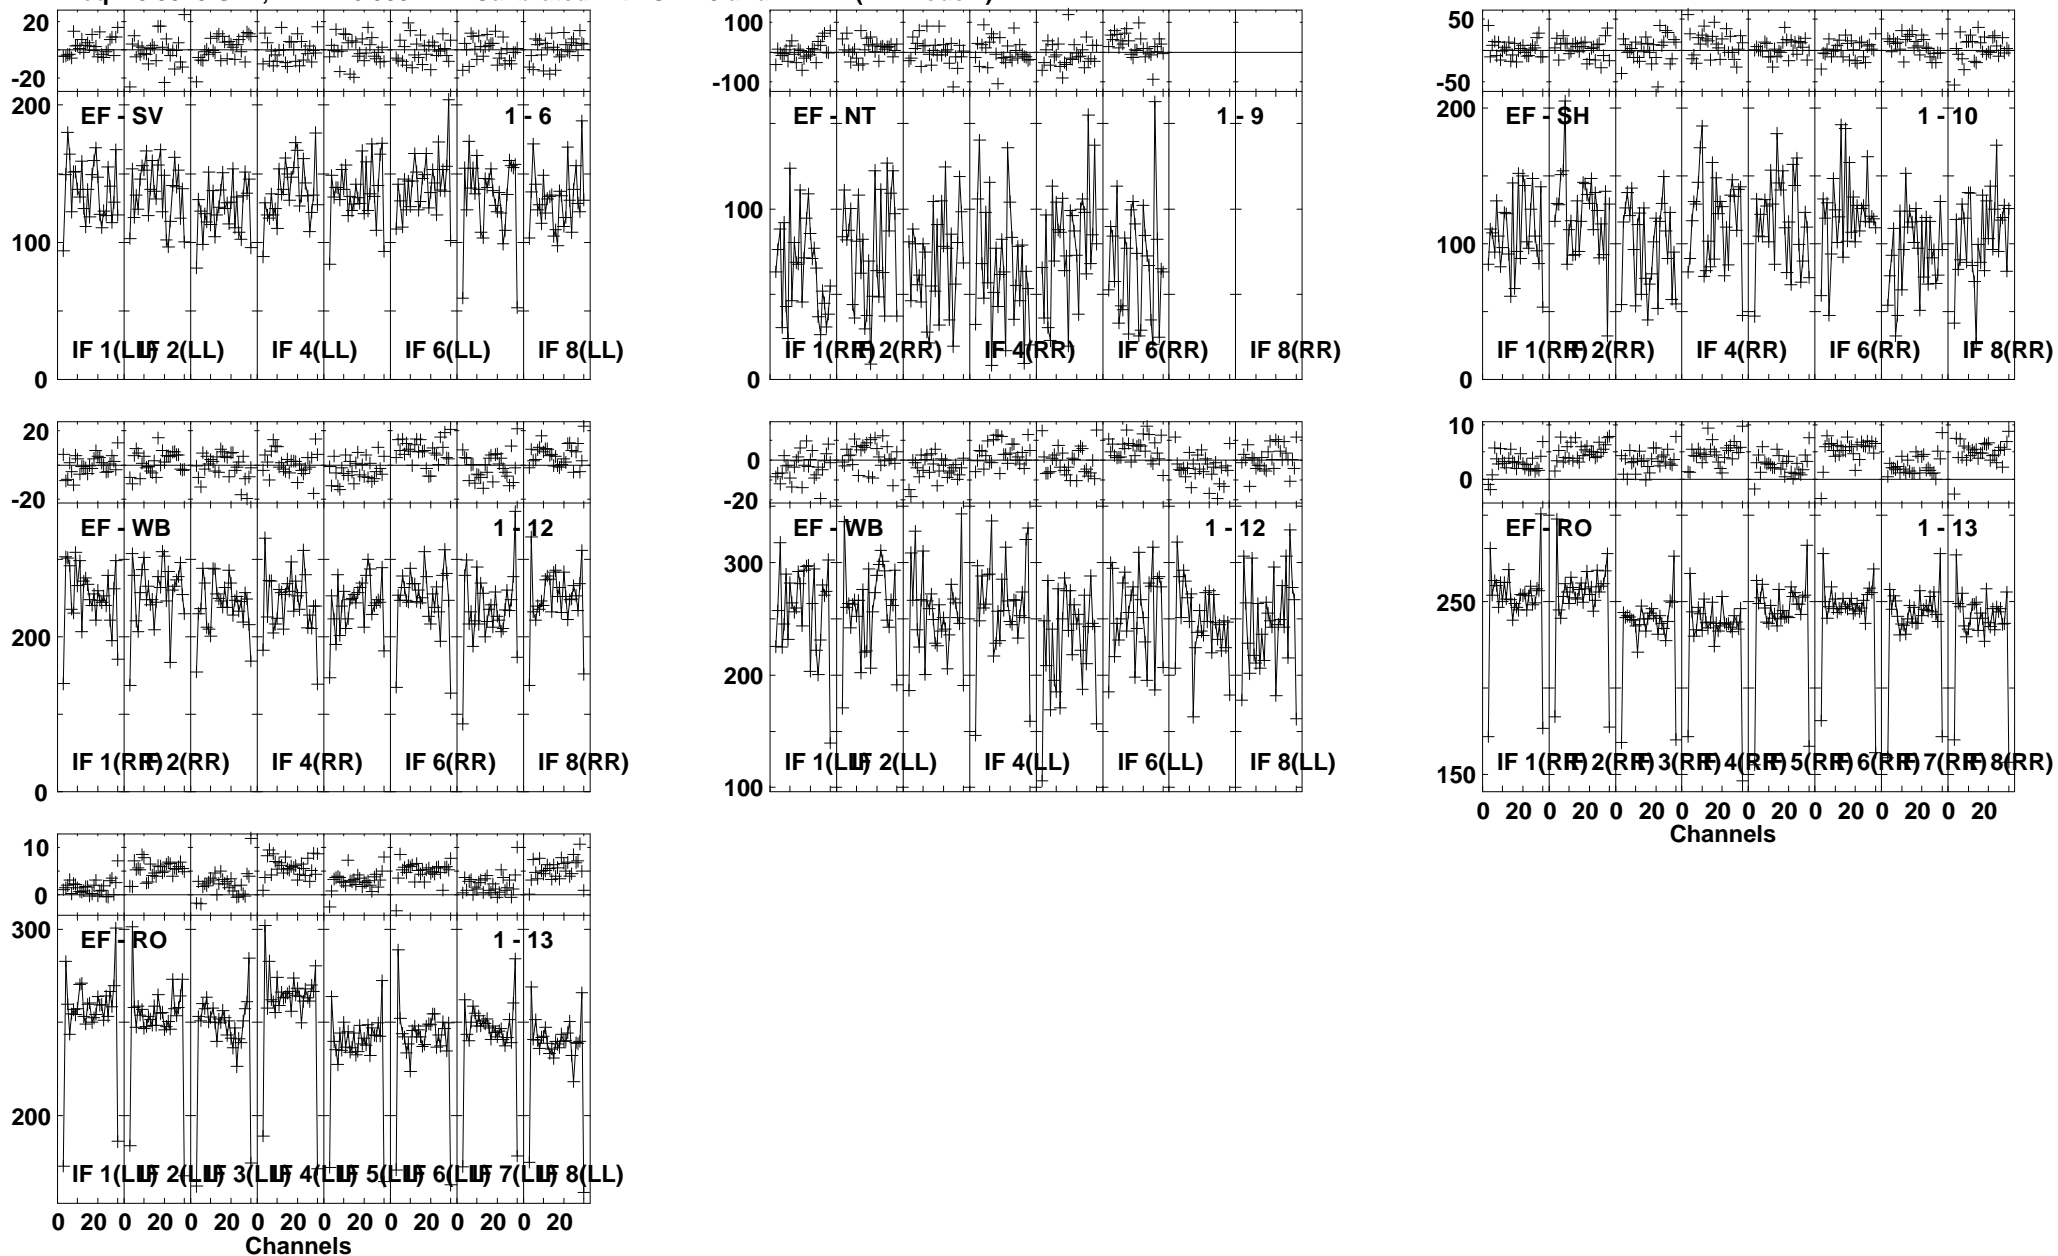 20
-20
200
100
0
EF - SV
1 - 6
IF 1(LL)
IF 2(LL)
IF 4(LL)
IF 6(LL)
IF 8(LL)
100
-100
100
0
EF - NT
1 - 9
IF 1(RR)
IF 2(RR)
IF 4(RR)
IF 6(RR)
IF 8(RR)
50
-50
200
100
0
EF - SH
1 - 10
IF 1(RR)
IF 2(RR)
IF 4(RR)
IF 6(RR)
IF 8(RR)
20
0
-20
200
0
EF - WB
1 - 12
IF 1(RR)
IF 2(RR)
IF 4(RR)
IF 6(RR)
IF 8(RR)
0
-20
300
200
100
EF - WB
1 - 12
IF 1(LL)
IF 2(LL)
IF 4(LL)
IF 6(LL)
IF 8(LL)
10
0
250
150
EF - RO
1 - 13
IF 1(RR)
IF 2(RR)
IF 3(RR)
IF 4(RR)
IF 5(RR)
IF 6(RR)
IF 7(RR)
IF 8(RR)
0 20 0 20 0 20 0 20 0 20 0 20 0 20 0 20
Channels
10
0
300
200
EF - RO
1 - 13
IF 1(LL)
IF 2(LL)
IF 3(LL)
IF 4(LL)
IF 5(LL)
IF 6(LL)
IF 7(LL)
IF 8(LL)
0 20 0 20 0 20 0 20 0 20 0 20 0 20 0 20
Channels